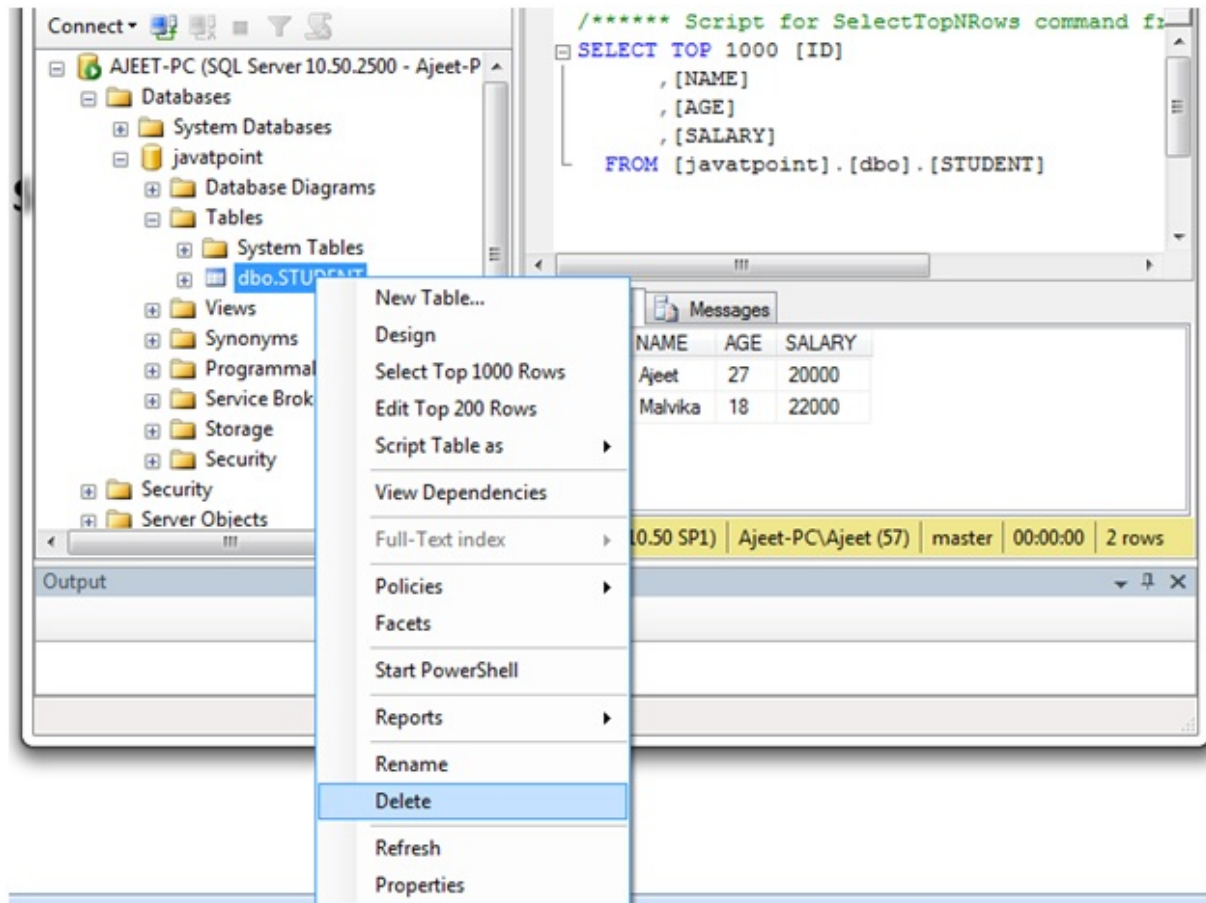 Connect
AJEET-PC (SQL Server 10.50.2500 - Ajeet-P
Databases
System Databases
javatpoint
Database Diagrams
Tables
System Tables
dbo.STUDENT
Views
Synonyms
Programmal
Service Brok
Storage
Security
Security
Server Objects
/****** Script for SelectTopNRows command fr
SELECT TOP 1000 [ID]
,[NAME]
,[AGE]
,[SALARY]
FROM [javatpoint].[dbo].[STUDENT]
Messages
NAME AGE SALARY
Ajeet 27 20000
Malvika 18 22000
10.50 SP1) Ajeet-PC\Ajeet (57) master 00:00:00 2 rows
Output
New Table...
Design
Select Top 1000 Rows
Edit Top 200 Rows
Script Table as
View Dependencies
Full-Text index
Policies
Facets
Start PowerShell
Reports
Rename
Delete
Refresh
Properties